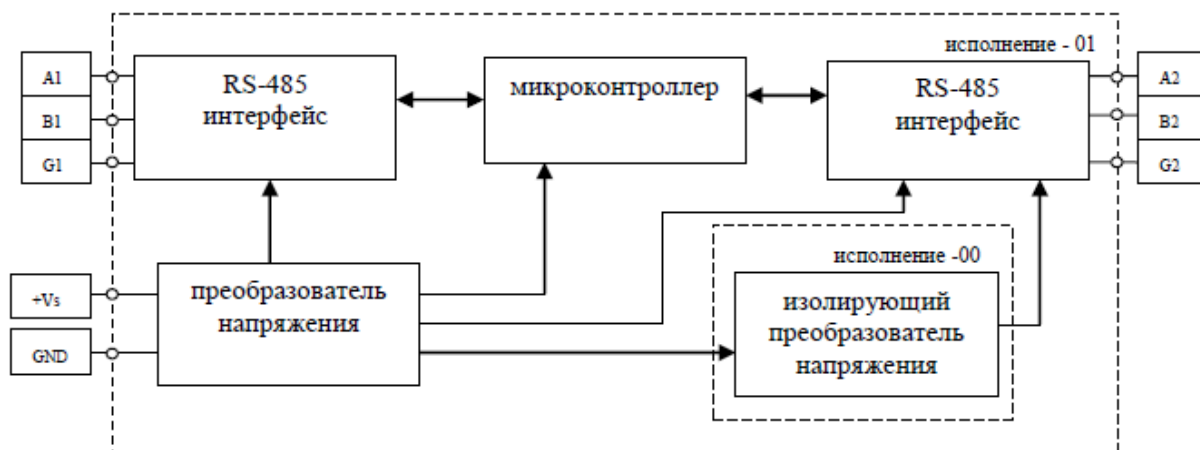 исполнение - 01
A1
B1
G1
RS-485
интерфейс
микроконтроллер
RS-485
интерфейс
A2
B2
G2
+Vs
GND
преобразователь
напряжения
исполнение -00
изолирующий
преобразователь
напряжения